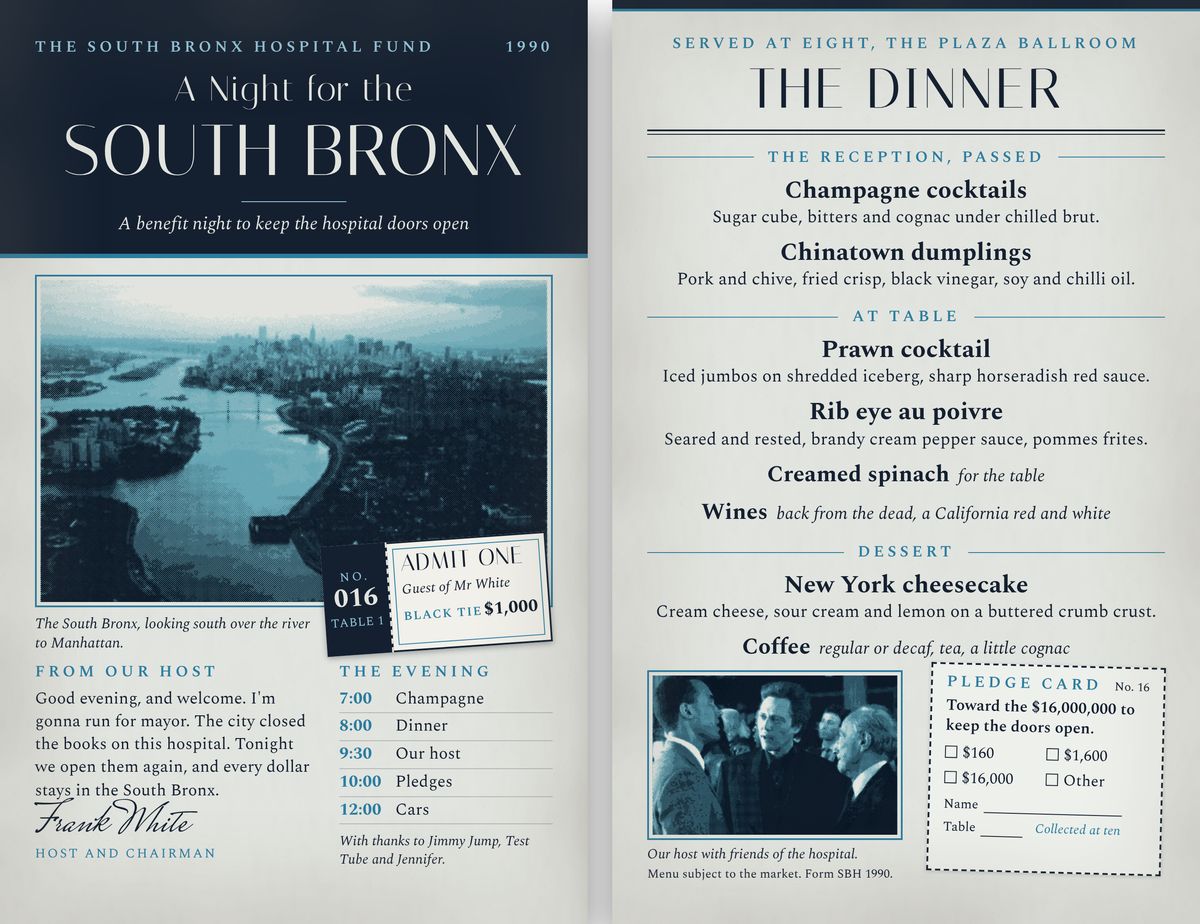 THE SOUTH BRONX HOSPITAL FUND 1990
A Night for the
SOUTH BRONX
A benefit night to keep the hospital doors open
NO.
016
TABLE 1
ADMIT ONE
Guest of Mr White
BLACK TIE $1,000
The South Bronx, looking south over the river
to Manhattan.
FROM OUR HOST
Good evening, and welcome. I'm
gonna run for mayor. The city closed
the books on this hospital. Tonight
we open them again, and every dollar
stays in the South Bronx.
Frank White
HOST AND CHAIRMAN
THE EVENING
7:00 Champagne
8:00 Dinner
9:30 Our host
10:00 Pledges
12:00 Cars
With thanks to Jimmy Jump, Test
Tube and Jennifer.
SERVED AT EIGHT, THE PLAZA BALLROOM
THE DINNER
THE RECEPTION, PASSED
Champagne cocktails
Sugar cube, bitters and cognac under chilled brut.
Chinatown dumplings
Pork and chive, fried crisp, black vinegar, soy and chilli oil.
AT TABLE
Prawn cocktail
Iced jumbos on shredded iceberg, sharp horseradish red sauce.
Rib eye au poivre
Seared and rested, brandy cream pepper sauce, pommes frites.
Creamed spinach for the table
Wines back from the dead, a California red and white
DESSERT
New York cheesecake
Cream cheese, sour cream and lemon on a buttered crumb crust.
Coffee regular or decaf, tea, a little cognac
Our host with friends of the hospital.
Menu subject to the market. Form SBH 1990.
PLEDGE CARD No. 16
Toward the $16,000,000 to
keep the doors open.
☐ $160 ☐ $1,600
☐ $16,000 ☐ Other
Name
Table Collected at ten